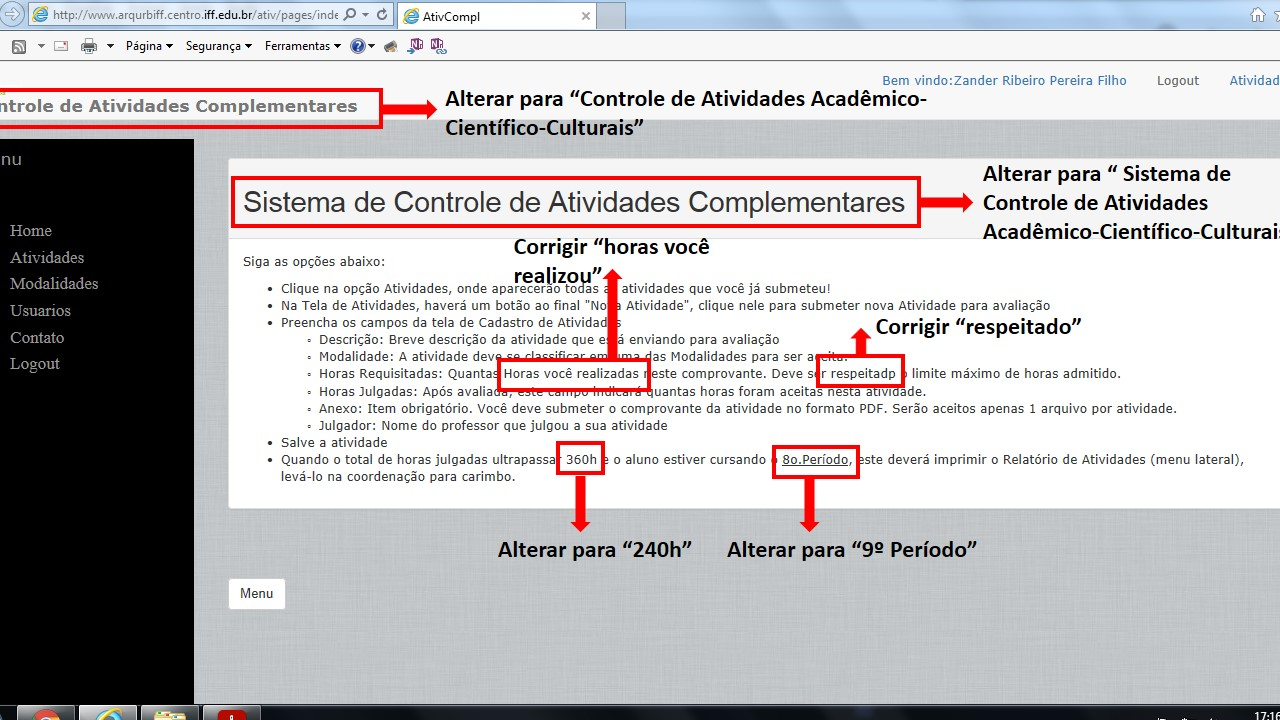 http://www.arqurbiff.centro.iff.edu.br/ativ/pages/inde
AtivCompl
Página Segurança Ferramentas
Bem vindo:Zander Ribeiro Pereira Filho Logout Atividad
ntrole de Atividades Complementares
Alterar para “Controle de Atividades Acadêmico-
Científico-Culturais”
nu
Home
Atividades
Modalidades
Usuarios
Contato
Logout
Sistema de Controle de Atividades Complementares
Alterar para “ Sistema de
Controle de Atividades
Acadêmico-Científico-Culturais
Corrigir “horas você
realizou”
Siga as opções abaixo:
Clique na opção Atividades, onde aparecerão todas as atividades que você já submeteu!
Na Tela de Atividades, haverá um botão ao final "Nova Atividade", clique nele para submeter nova Atividade para avaliação
Corrigir “respeitado”
Preencha os campos da tela de Cadastro de Atividades
Descrição: Breve descrição da atividade que está enviando para avaliação
Modalidade: A atividade deve se classificar em uma das Modalidades para ser aceita.
Horas Requisitadas: Quantas Horas você realizadas neste comprovante. Deve ser respeitadp o limite máximo de horas admitido.
Horas Julgadas: Após avaliada, este campo indicará quantas horas foram aceitas nesta atividade.
Anexo: Item obrigatório. Você deve submeter o comprovante da atividade no formato PDF. Serão aceitos apenas 1 arquivo por atividade.
Julgador: Nome do professor que julgou a sua atividade
Salve a atividade
Quando o total de horas julgadas ultrapassar 360h e o aluno estiver cursando o 8o.Período, este deverá imprimir o Relatório de Atividades (menu lateral),
levá-lo na coordenação para carimbo.
Alterar para “240h”
Alterar para “9º Período”
Menu